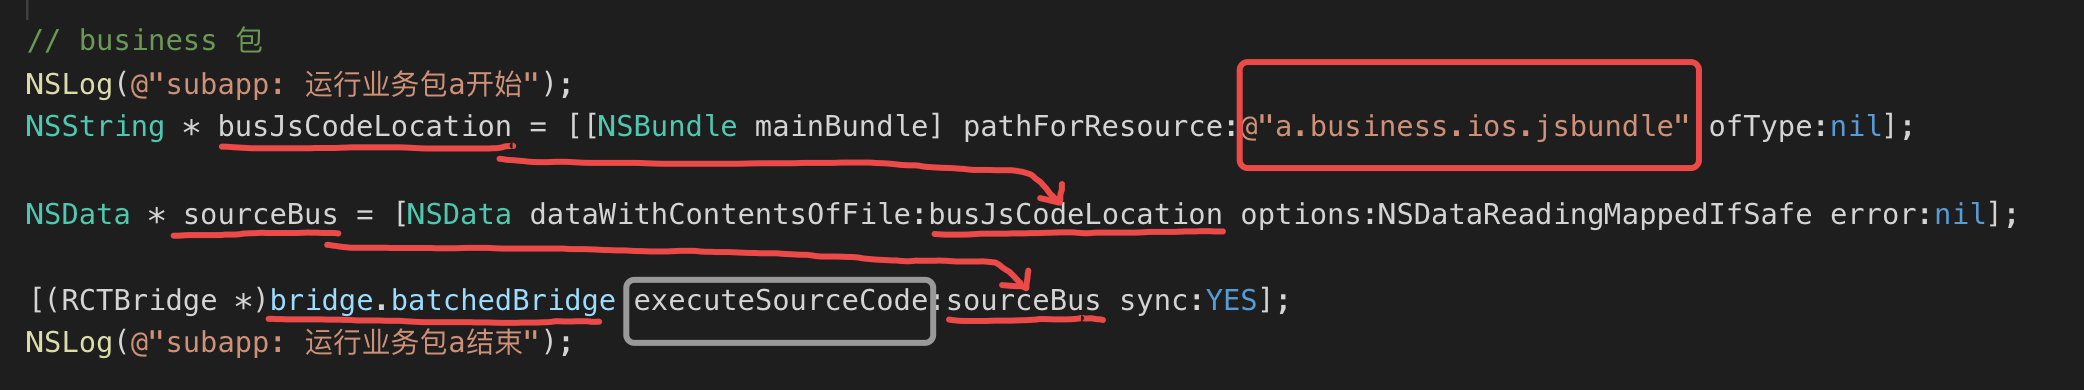 // business 包
NSLog(@"subapp: 运行业务包a开始");
NSString * busJsCodeLocation = [[NSBundle mainBundle] pathForResource:@"a.business.ios.jsbundle" ofType:nil];
NSData * sourceBus = [NSData dataWithContentsOfFile:busJsCodeLocation options:NSDataReadingMappedIfSafe error:nil];
[(RCTBridge *)bridge.batchedBridge executeSourceCode:sourceBus sync:YES];
NSLog(@"subapp: 运行业务包a结束");